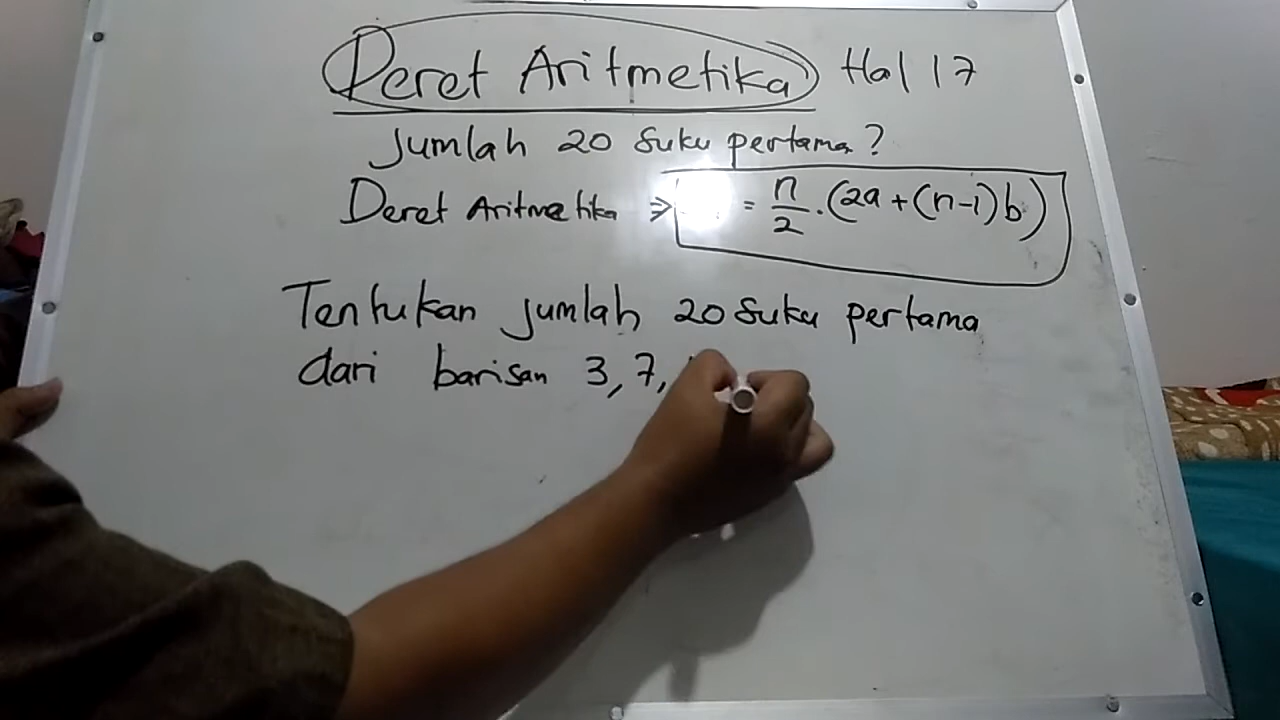 Deret Aritmetika Hal 17
Jumlah 20 suku pertama?
Deret Aritmetika ⇒ = n/2 . (2a + (n-1)b)
Tentukan jumlah 20 suku pertama
dari barisan 3, 7,